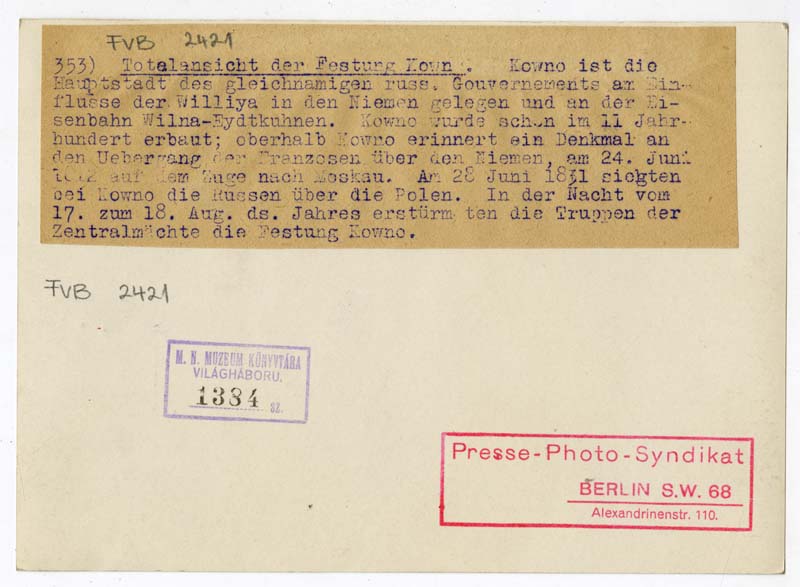 FVB 2421
353) Totalansicht der Festung Kown . Kowno ist die
Hauptstadt des gleichnamigen russ. Gouvernements am Ein-
flusse der Williya in den Niemen gelegen und an der Ei-
senbahn Wilna-Eydtkuhnen. Kowno wurde schon im 11 Jahr-
hundert erbaut; oberhalb Kowno erinnert ein Denkmal an
den Uebergang der Franzosen über den Niemen, am 24. Juni
1812 auf dem Zuge nach Moskau. Am 28 Juni 1831 siegten
bei Kowno die Russen über die Polen. In der Nacht vom
17. zum 18. Aug. ds. Jahres erstürm ten die Truppen der
Zentralmächte die Festung Kowno.
FVB 2421
M. N. MUZEUM KÖNYVTÁRA
VILÁGHÁBORU.
1384 SZ.
Presse-Photo-Syndikat
BERLIN S.W. 68
Alexandrinenstr. 110.